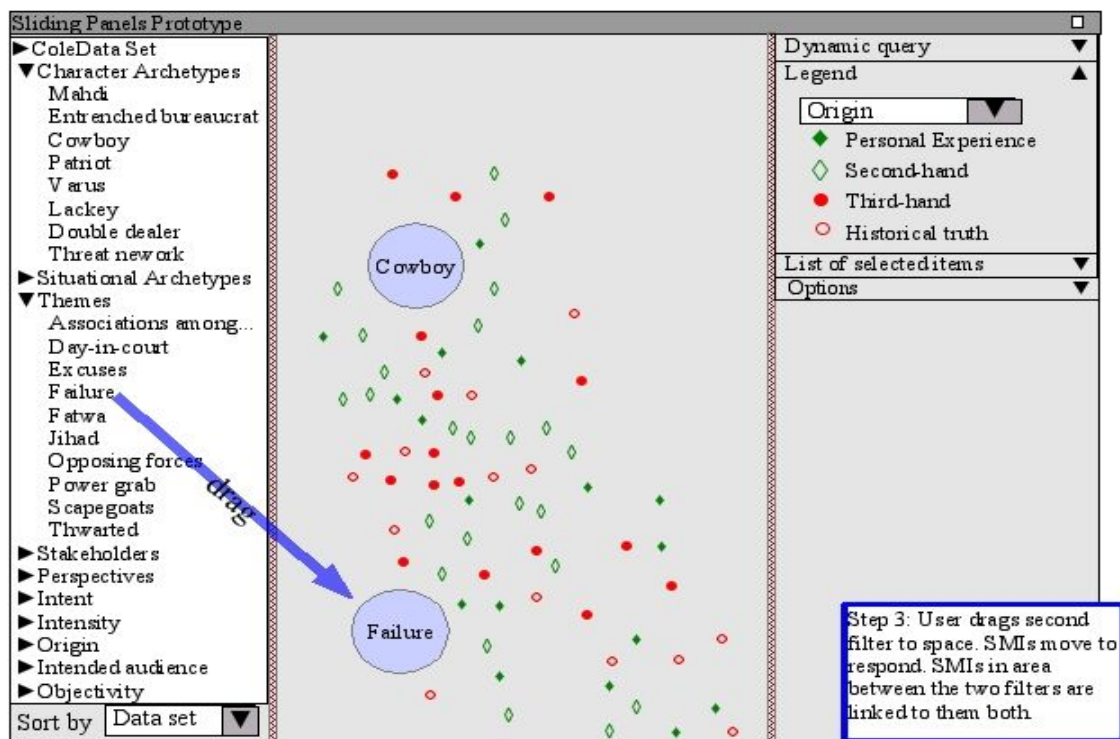 Sliding Panels Prototype
ColeData Set
Character Archetypes
Mahdi
Entrenched bureaucrat
Cowboy
Patriot
Varus
Lackey
Double dealer
Threat nework
Situational Archetypes
Themes
Associations among...
Day-in-court
Excuses
Failure
Fatwa
Jihad
Opposing forces
Power grab
Scapegoats
Thwarted
Stakeholders
Perspectives
Intent
Intensity
Origin
Intended audience
Objectivity
Sort by Data set
drag
Cowboy
Failure
Dynamic query
Legend
Origin
Personal Experience
Second-hand
Third-hand
Historical truth
List of selected items
Options
Step 3: User drags second
filter to space. SMIs move to
respond. SMIs in area
between the two filters are
linked to them both.